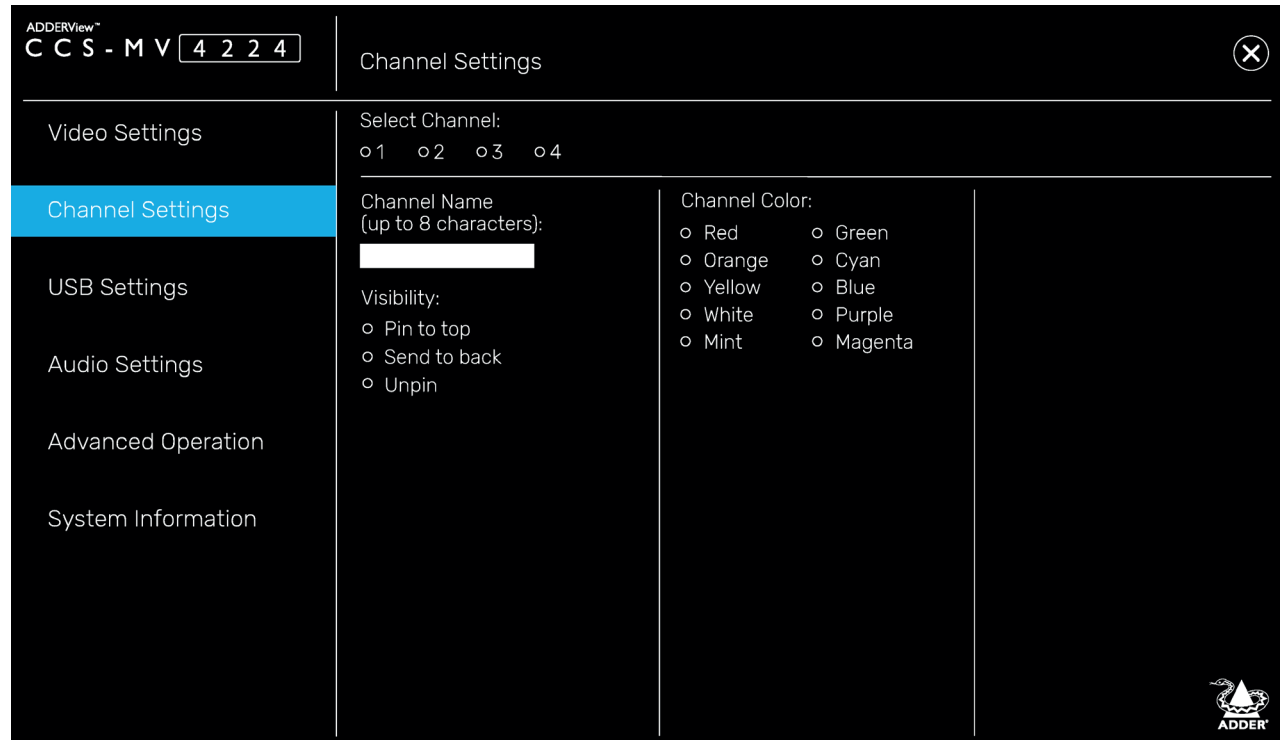 ADDERView™
CCS-MV 4224
Channel Settings
Video Settings
Channel Settings
USB Settings
Audio Settings
Advanced Operation
System Information
Select Channel:
1 2 3 4
Channel Name
(up to 8 characters):
Visibility:
Pin to top
Send to back
Unpin
Channel Color:
Red Green
Orange Cyan
Yellow Blue
White Purple
Mint Magenta
ADDER®